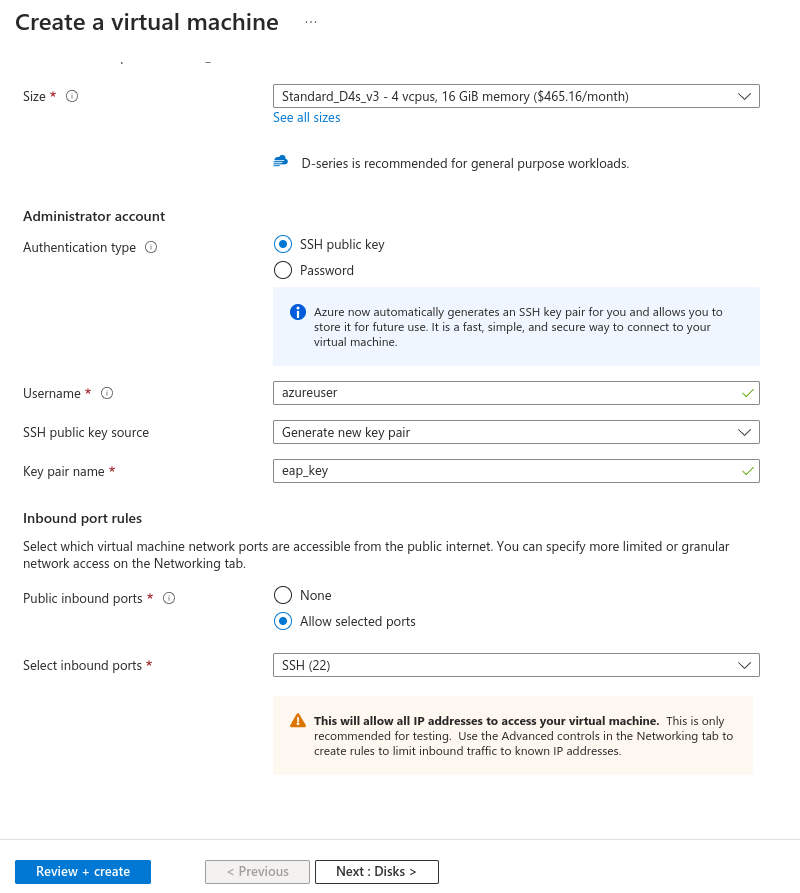 Create a virtual machine ...
Size *
Standard_D4s_v3 - 4 vcpus, 16 GiB memory ($465.16/month)
See all sizes
D-series is recommended for general purpose workloads.
Administrator account
Authentication type
SSH public key
Password
Azure now automatically generates an SSH key pair for you and allows you to
store it for future use. It is a fast, simple, and secure way to connect to your
virtual machine.
Username *
azureuser
SSH public key source
Generate new key pair
Key pair name *
eap_key
Inbound port rules
Select which virtual machine network ports are accessible from the public internet. You can specify more limited or granular
network access on the Networking tab.
Public inbound ports *
None
Allow selected ports
Select inbound ports *
SSH (22)
This will allow all IP addresses to access your virtual machine. This is only
recommended for testing. Use the Advanced controls in the Networking tab to
create rules to limit inbound traffic to known IP addresses.
Review + create
< Previous
Next : Disks >